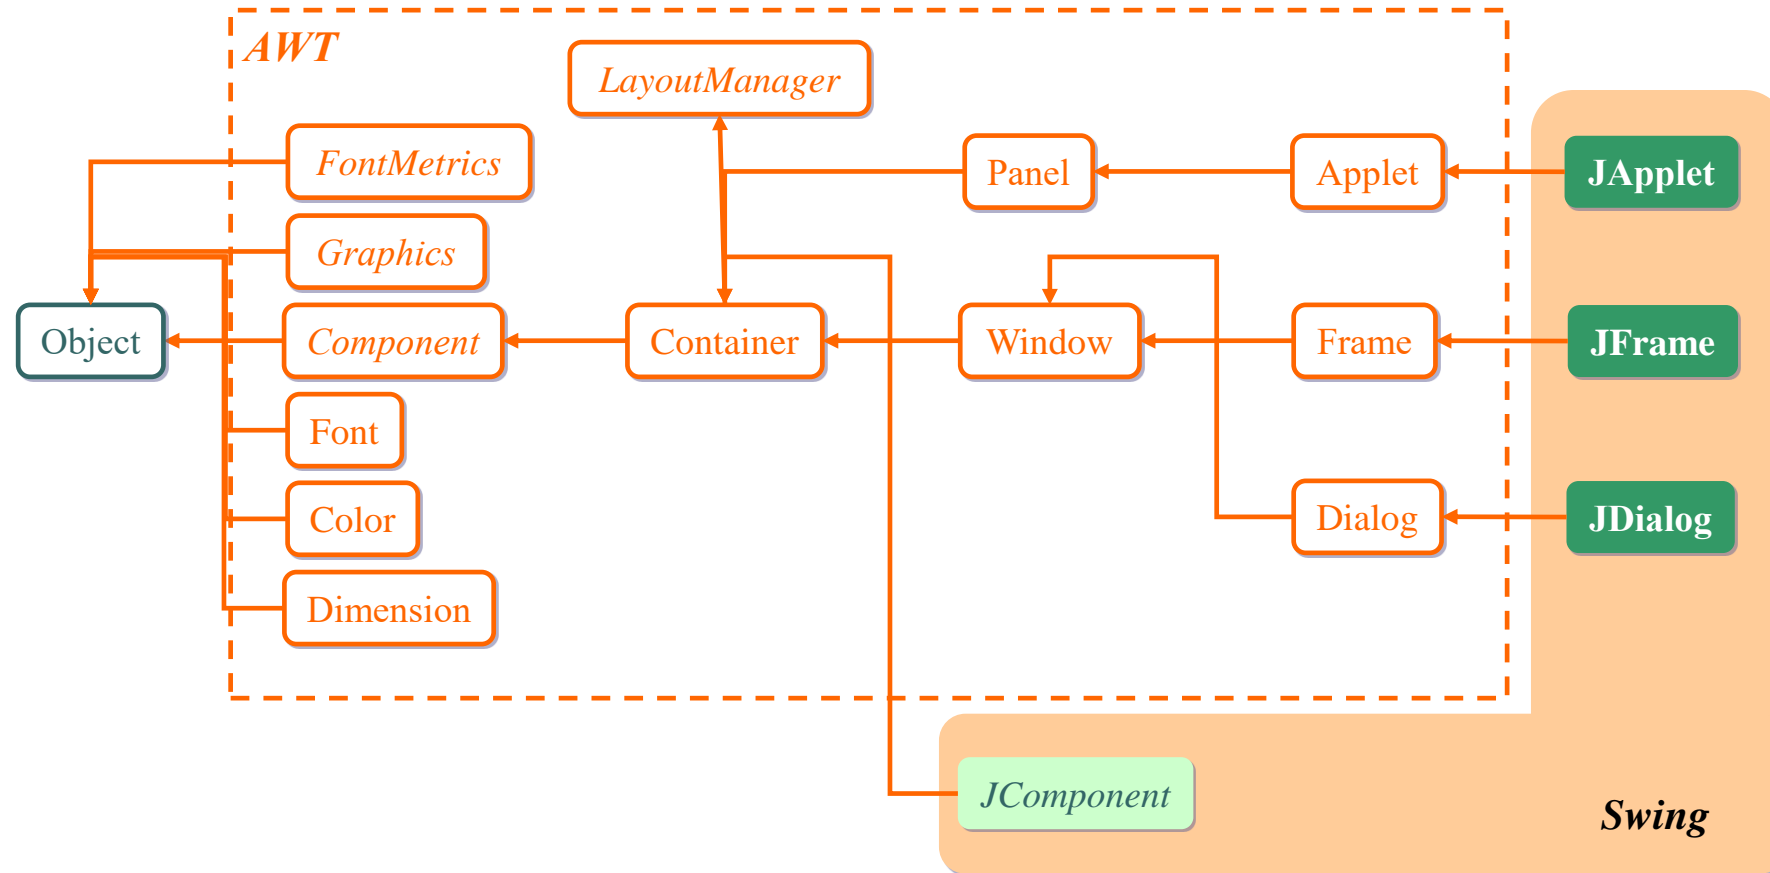 AWT
LayoutManager
FontMetrics
Panel
Applet
JApplet
Graphics
Object
Component
Container
Window
Frame
JFrame
Font
Color
Dialog
JDialog
Dimension
JComponent
Swing